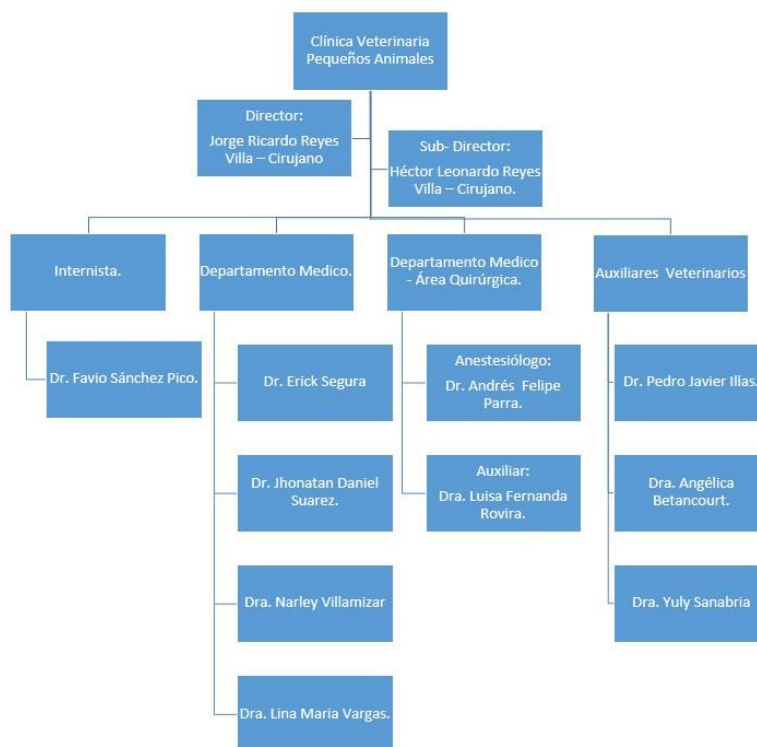 Clínica Veterinaria
Pequeños Animales
Director:
Jorge Ricardo Reyes
Villa – Cirujano
Sub- Director:
Héctor Leonardo Reyes
Villa – Cirujano.
Internista.
Departamento Medico.
Departamento Medico
- Área Quirúrgica.
Auxiliares Veterinarios
Dr. Favio Sánchez Pico.
Dr. Erick Segura
Dr. Jhonatan Daniel
Suarez.
Dra. Narley Villamizar
Dra. Lina Maria Vargas.
Anestesiólogo:
Dr. Andrés Felipe
Parra.
Auxiliar:
Dra. Luisa Fernanda
Rovira.
Dr. Pedro Javier Illas.
Dra. Angélica
Betancourt.
Dra. Yuly Sanabria